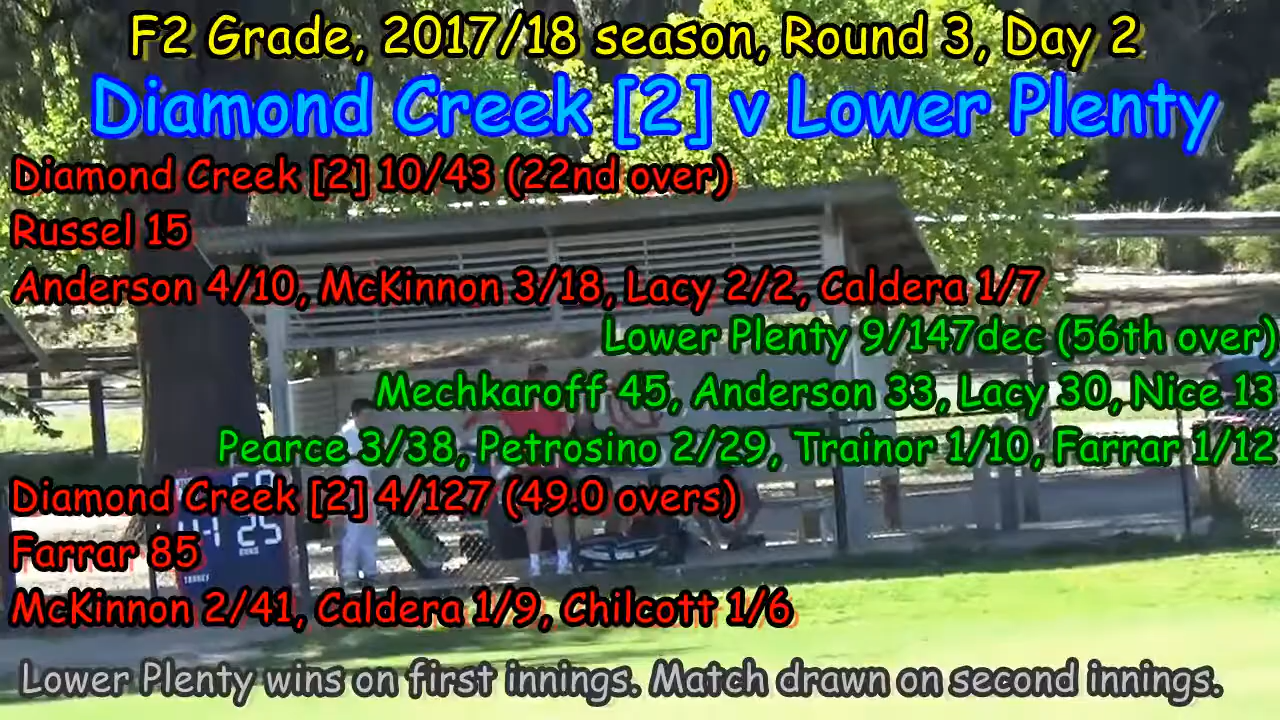 F2 Grade, 2017/18 season, Round 3, Day 2
Diamond Creek [2] v Lower Plenty
Diamond Creek [2] 10/43 (22nd over)
Russel 15
Anderson 4/10, McKinnon 3/18, Lacy 2/2, Caldera 1/7
Lower Plenty 9/147dec (56th over)
Mechkaroff 45, Anderson 33, Lacy 30, Nice 13
Pearce 3/38, Petrosino 2/29, Trainor 1/10, Farrar 1/12
Diamond Creek [2] 4/127 (49.0 overs)
Farrar 85
25
McKinnon 2/41, Caldera 1/9, Chilcott 1/6
Lower Plenty wins on first innings. Match drawn on second innings.